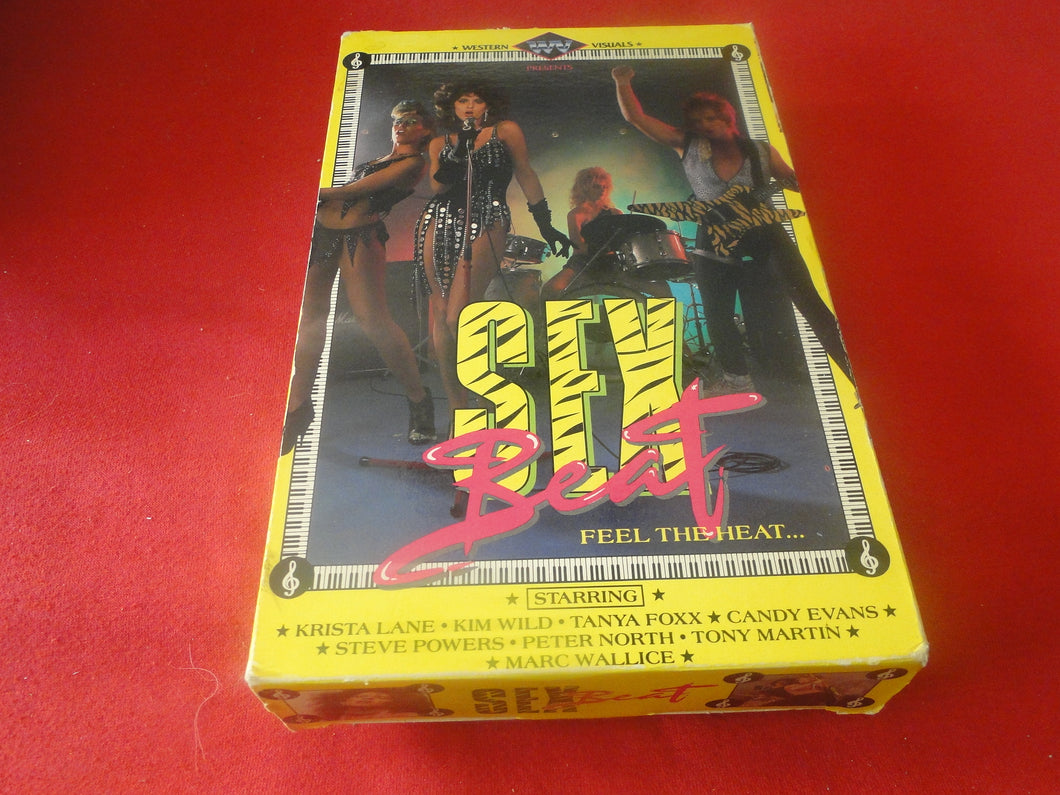 ★ WESTERN WV VISUALS ★
PRESENTS
SEX
Beat
FEEL THE HEAT...
★ STARRING ★
★ KRISTA LANE • KIM WILD • TANYA FOXX ★ CANDY EVANS ★
★ STEVE POWERS • PETER NORTH • TONY MARTIN ★
★ MARC WALLICE ★
SEX Beat